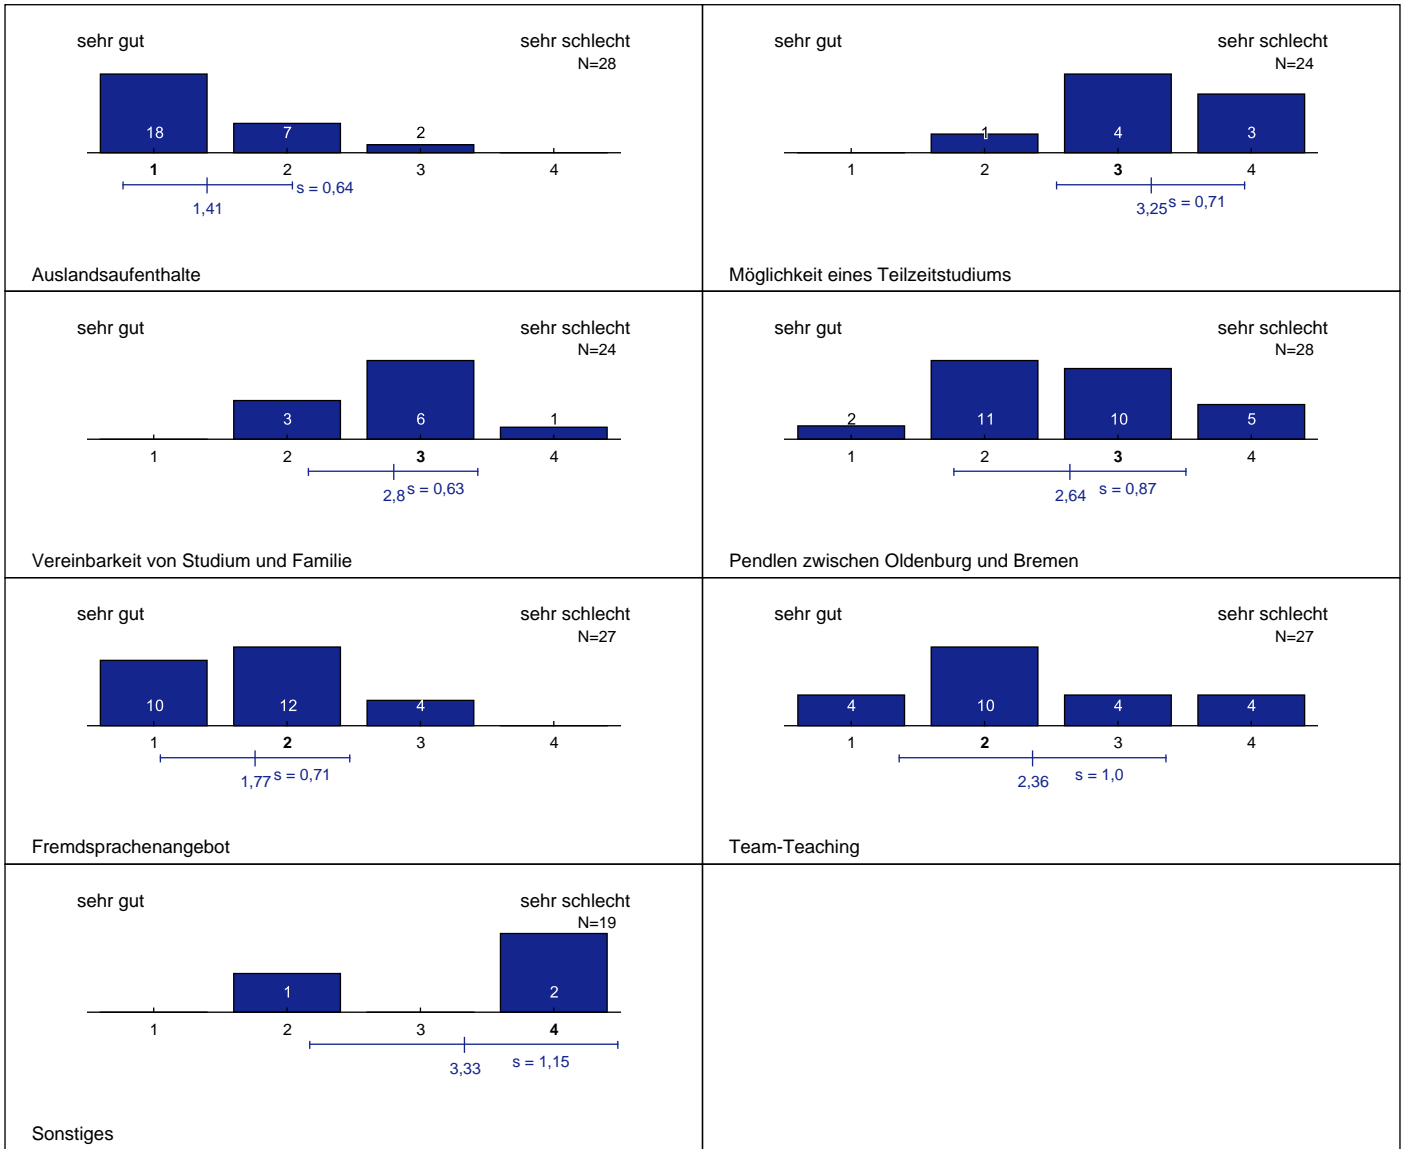 sehr gut sehr schlecht
N=28
18 7 2
1 2 3 4
s = 0,64
1,41
Auslandsaufenthalte
sehr gut sehr schlecht
N=24
1 4 3
1 2 3 4
3,25 s = 0,71
Möglichkeit eines Teilzeitstudiums
sehr gut sehr schlecht
N=24
3 6 1
1 2 3 4
2,8 s = 0,63
Vereinbarkeit von Studium und Familie
sehr gut sehr schlecht
N=28
2 11 10 5
1 2 3 4
2,64 s = 0,87
Pendlen zwischen Oldenburg und Bremen
sehr gut sehr schlecht
N=27
10 12 4
1 2 3 4
1,77 s = 0,71
Fremdsprachenangebot
sehr gut sehr schlecht
N=27
4 10 4 4
1 2 3 4
2,36 s = 1,0
Team-Teaching
sehr gut sehr schlecht
N=19
1 2
1 2 3 4
3,33 s = 1,15
Sonstiges